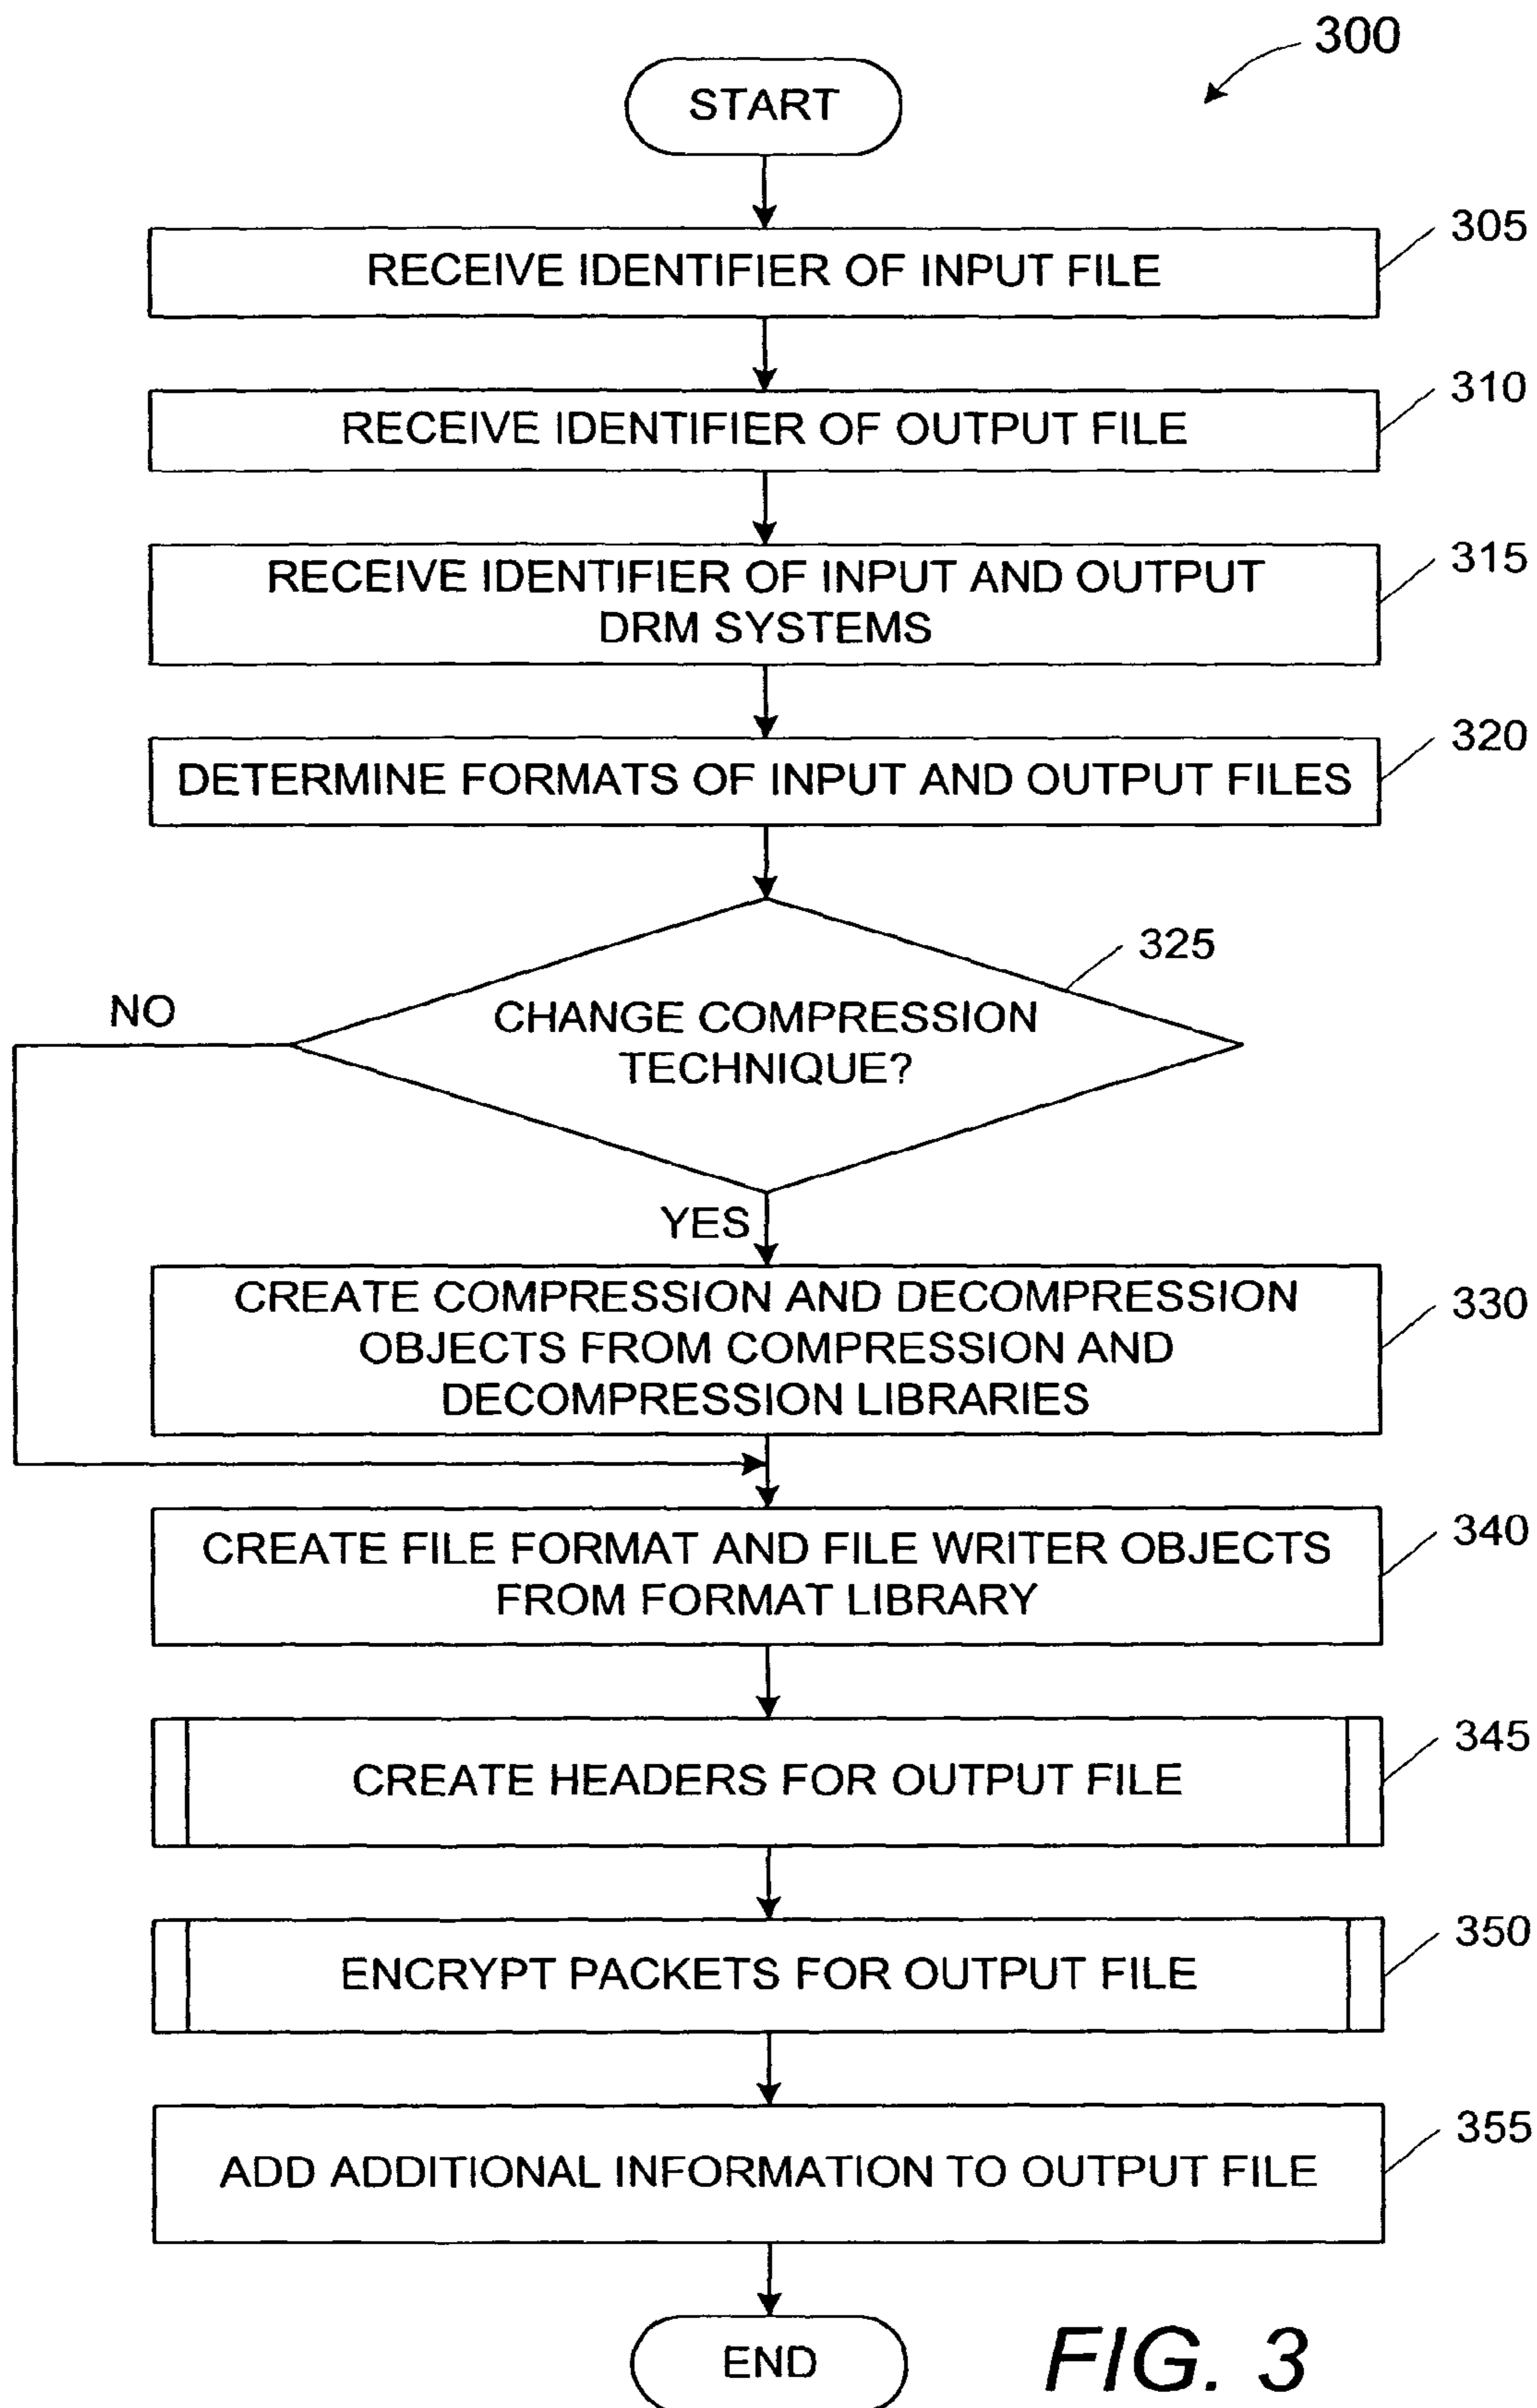 300
START
305
RECEIVE IDENTIFIER OF INPUT FILE
310
RECEIVE IDENTIFIER OF OUTPUT FILE
315
RECEIVE IDENTIFIER OF INPUT AND OUTPUT
DRM SYSTEMS
320
DETERMINE FORMATS OF INPUT AND OUTPUT FILES
325
CHANGE COMPRESSION
TECHNIQUE?
NO
YES
330
CREATE COMPRESSION AND DECOMPRESSION
OBJECTS FROM COMPRESSION AND
DECOMPRESSION LIBRARIES
340
CREATE FILE FORMAT AND FILE WRITER OBJECTS
FROM FORMAT LIBRARY
345
CREATE HEADERS FOR OUTPUT FILE
350
ENCRYPT PACKETS FOR OUTPUT FILE
355
ADD ADDITIONAL INFORMATION TO OUTPUT FILE
END
FIG. 3